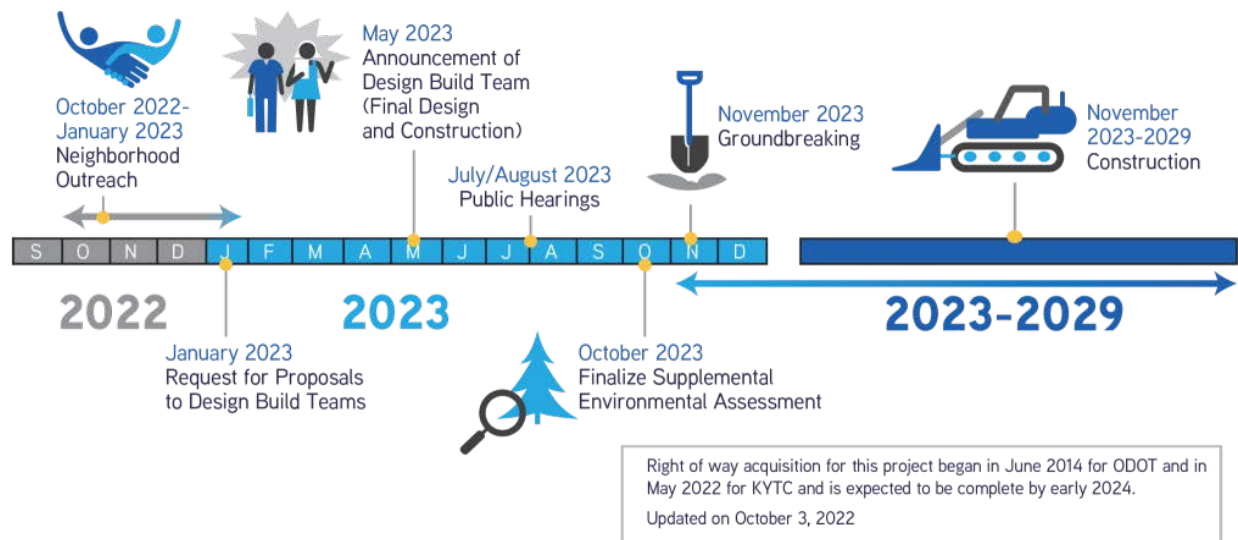 October 2022-
January 2023
Neighborhood
Outreach
May 2023
Announcement of
Design Build Team
(Final Design
and Construction)
July/August 2023
Public Hearings
November 2023
Groundbreaking
November
2023-2029
Construction
S O N D J F M A M J J A S O N D
2022
2023
2023-2029
January 2023
Request for Proposals
to Design Build Teams
October 2023
Finalize Supplemental
Environmental Assessment
Right of way acquisition for this project began in June 2014 for ODOT and in
May 2022 for KYTC and is expected to be complete by early 2024.
Updated on October 3, 2022